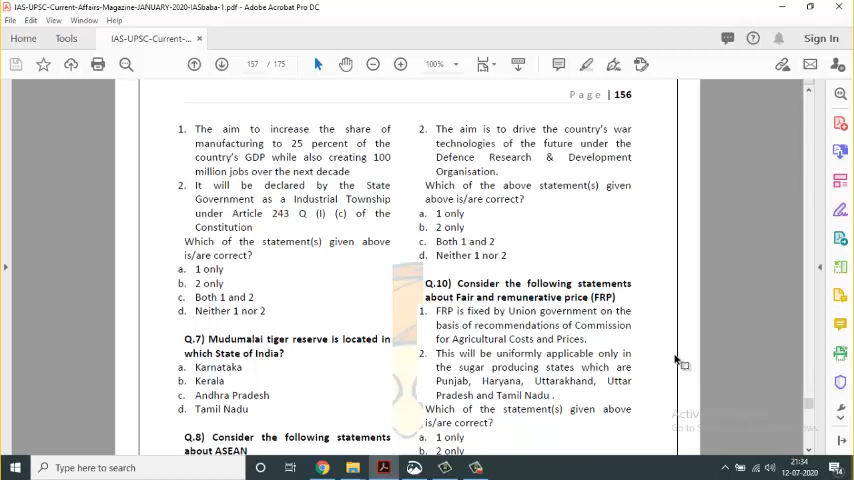 IAS-UPSC-Current-Affairs-Magazine-JANUARY-2020-IASbaba-1.pdf - Adobe Acrobat Pro DC
File Edit View Window Help
Home Tools IAS-UPSC-Current-... × Sign In
157 / 175 100%
Page | 156
1. The aim to increase the share of
manufacturing to 25 percent of the
country's GDP while also creating 100
million jobs over the next decade
2. It will be declared by the State
Government as a Industrial Township
under Article 243 Q (I) (c) of the
Constitution
Which of the statement(s) given above
is/are correct?
a. 1 only
b. 2 only
c. Both 1 and 2
d. Neither 1 nor 2
Q.7) Mudumalai tiger reserve is located in
which State of India?
a. Karnataka
b. Kerala
c. Andhra Pradesh
d. Tamil Nadu
Q.8) Consider the following statements
about ASEAN
2. The aim is to drive the country's war
technologies of the future under the
Defence Research & Development
Organisation.
Which of the above statement(s) given
above is/are correct?
a. 1 only
b. 2 only
c. Both 1 and 2
d. Neither 1 nor 2
Q.10) Consider the following statements
about Fair and remunerative price (FRP)
1. FRP is fixed by Union government on the
basis of recommendations of Commission
for Agricultural Costs and Prices.
2. This will be uniformly applicable only in
the sugar producing states which are
Punjab, Haryana, Uttarakhand, Uttar
Pradesh and Tamil Nadu .
Which of the statement(s) given above
is/are correct?
a. 1 only
b. 2 only
Type here to search
21:34
12-07-2020